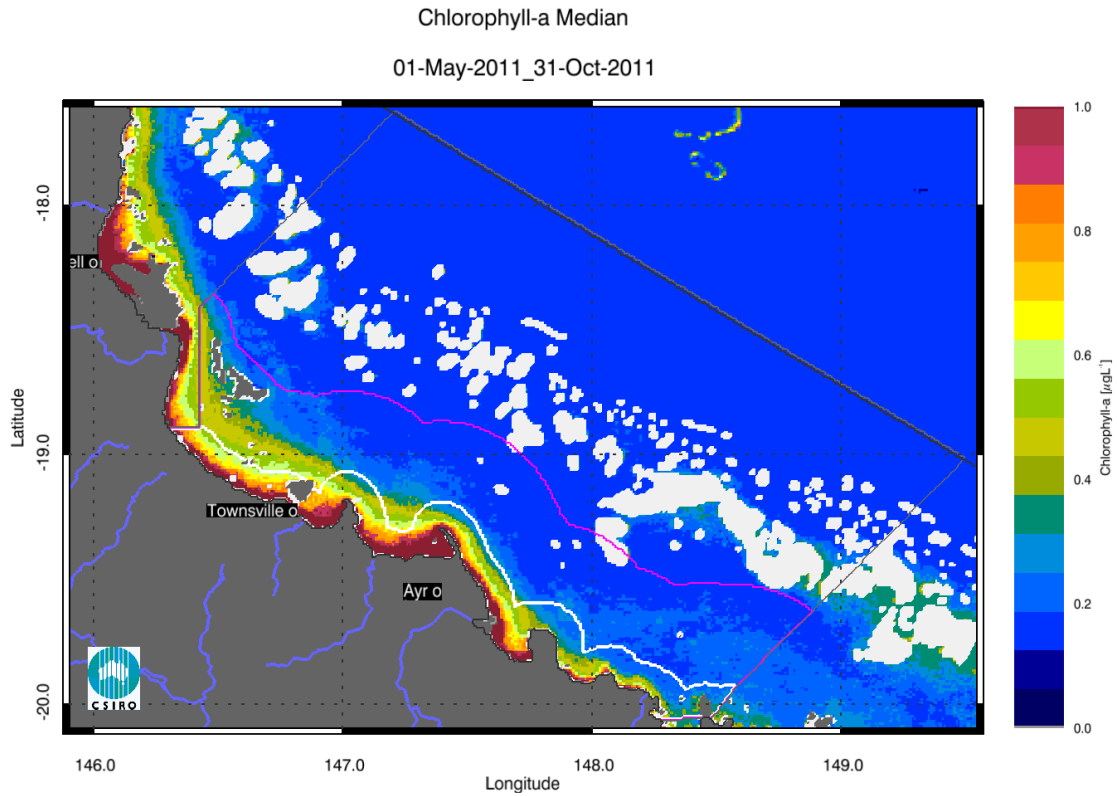 Chlorophyll-a Median
01-May-2011_31-Oct-2011
1.0
0.8
0.6
0.4
0.2
0.0
Chlorophyll-a [µgL⁻¹]
-18.0
-19.0
-20.0
Latitude
ell o
Townsville o
Ayr o
CSIRO
146.0 147.0 148.0 149.0
Longitude